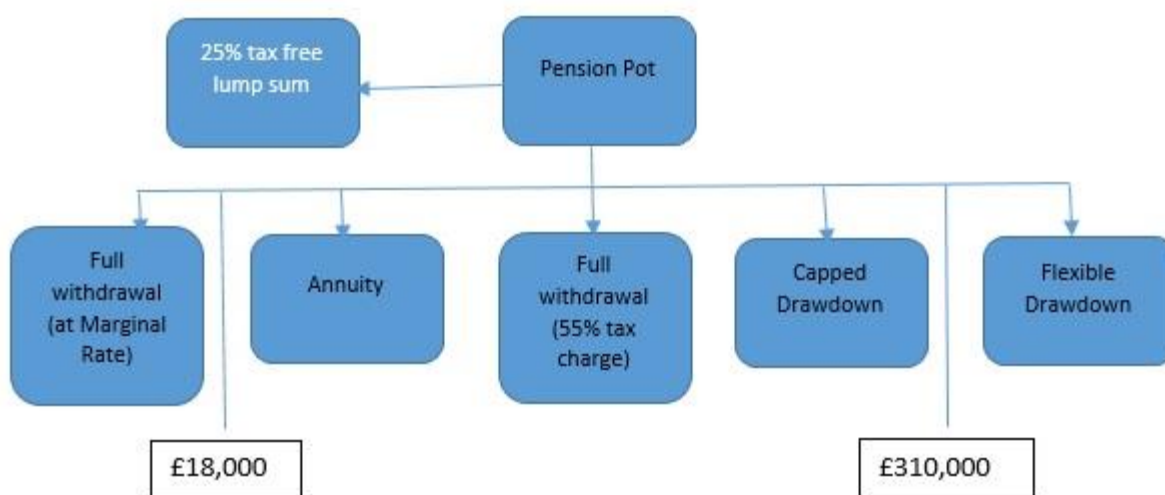 25% tax free
lump sum
Pension Pot
Full
withdrawal
(at Marginal
Rate)
Annuity
Full
withdrawal
(55% tax
charge)
Capped
Drawdown
Flexible
Drawdown
£18,000
£310,000